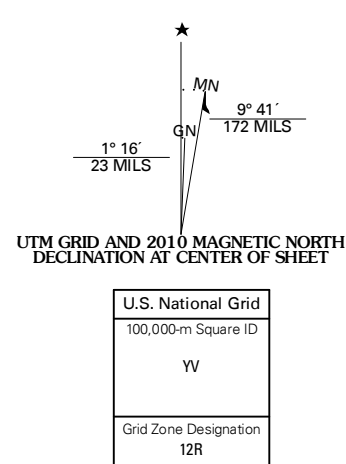 ★
MN
9° 41´
172 MILS
GN
1° 16´
23 MILS
UTM GRID AND 2010 MAGNETIC NORTH
DECLINATION AT CENTER OF SHEET
U.S. National Grid
100,000-m Square ID
YV
Grid Zone Designation
12R